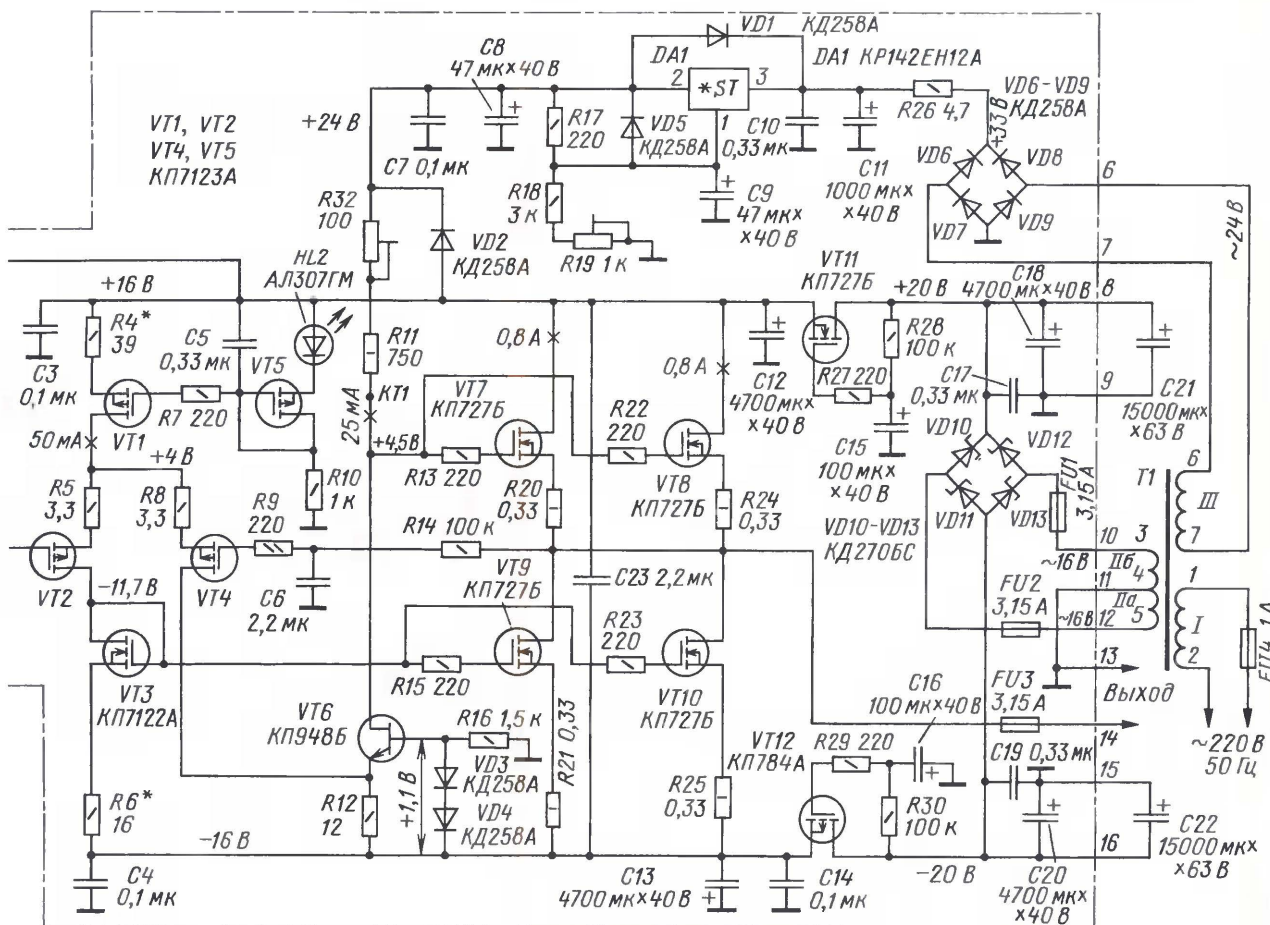 VT1, VT2
VT4, VT5
КП7123А
+24 В
C8
47 мк×40 В
C7 0,1 мк
R17
220
VD1
КД258А
DA1
DA1 КР142ЕН12А
2
*ST
3
1
VD5
КД258А
C10
0,33 мк
R26 4,7
+33 В
VD6–VD9
КД258А
C11
1000 мк×
×40 В
VD6
VD8
VD7
VD9
6
7
~24 В
R32
100
VD2
КД258А
R18
3 к
R19 1 к
C9
47 мк×
×40 В
HL2
АЛ307ГМ
+16 В
C3
0,1 мк
R4*
39
C5
0,33 мк
VT5
R7 220
VT1
50 мА
+4 В
R5
3,3
R8
3,3
R9
220
R10
1 к
R11
750
КТ1
25 мА
+4,5 В
0,8 А
0,8 А
VT7
КП727Б
R13 220
R22
220
R20
0,33
VT8
КП727Б
R24
0,33
C12
4700 мк×
×40 В
VT11
КП727Б
+20 В
R27 220
R28
100 к
C15
100 мк×
×40 В
C18
4700 мк×40 В
C17
0,33 мк
8
9
C21
15000 мк×
×63 В
VD10
VD12
VD11
VD13
VD10–VD13
КД270БС
FU1
3,15 А
T1
6
III
7
10
3
~16 В
IIб
11
4
IIа
12
5
~16 В
FU2
3,15 А
1
I
2
FU4 1 А
~220 В
50 Гц
13
Выход
FU3
3,15 А
14
VT2
VT4
–11,7 В
C6
2,2 мк
R14 100 к
VT9
КП727Б
C23 2,2 мк
R15 220
R23
220
VT10
КП727Б
VT3
КП7122А
VT6
КП948Б
R16 1,5 к
VD3
КД258А
VD4
КД258А
+1,1 В
R21 0,33
R25
0,33
R6*
16
R12
12
–16 В
C4
0,1 мк
C13
4700 мк×40 В
C14
0,1 мк
VT12
КП784А
R29 220
C16
100 мк×40 В
R30
100 к
–20 В
C19 0,33 мк
15
16
C20
4700 мк×
×40 В
C22
15000 мк×
×63 В